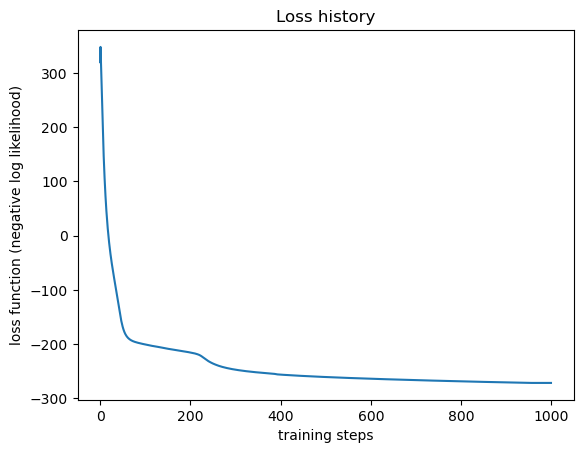 Loss history
loss function (negative log likelihood)
300
200
100
0
−100
−200
−300
0 200 400 600 800 1000
training steps